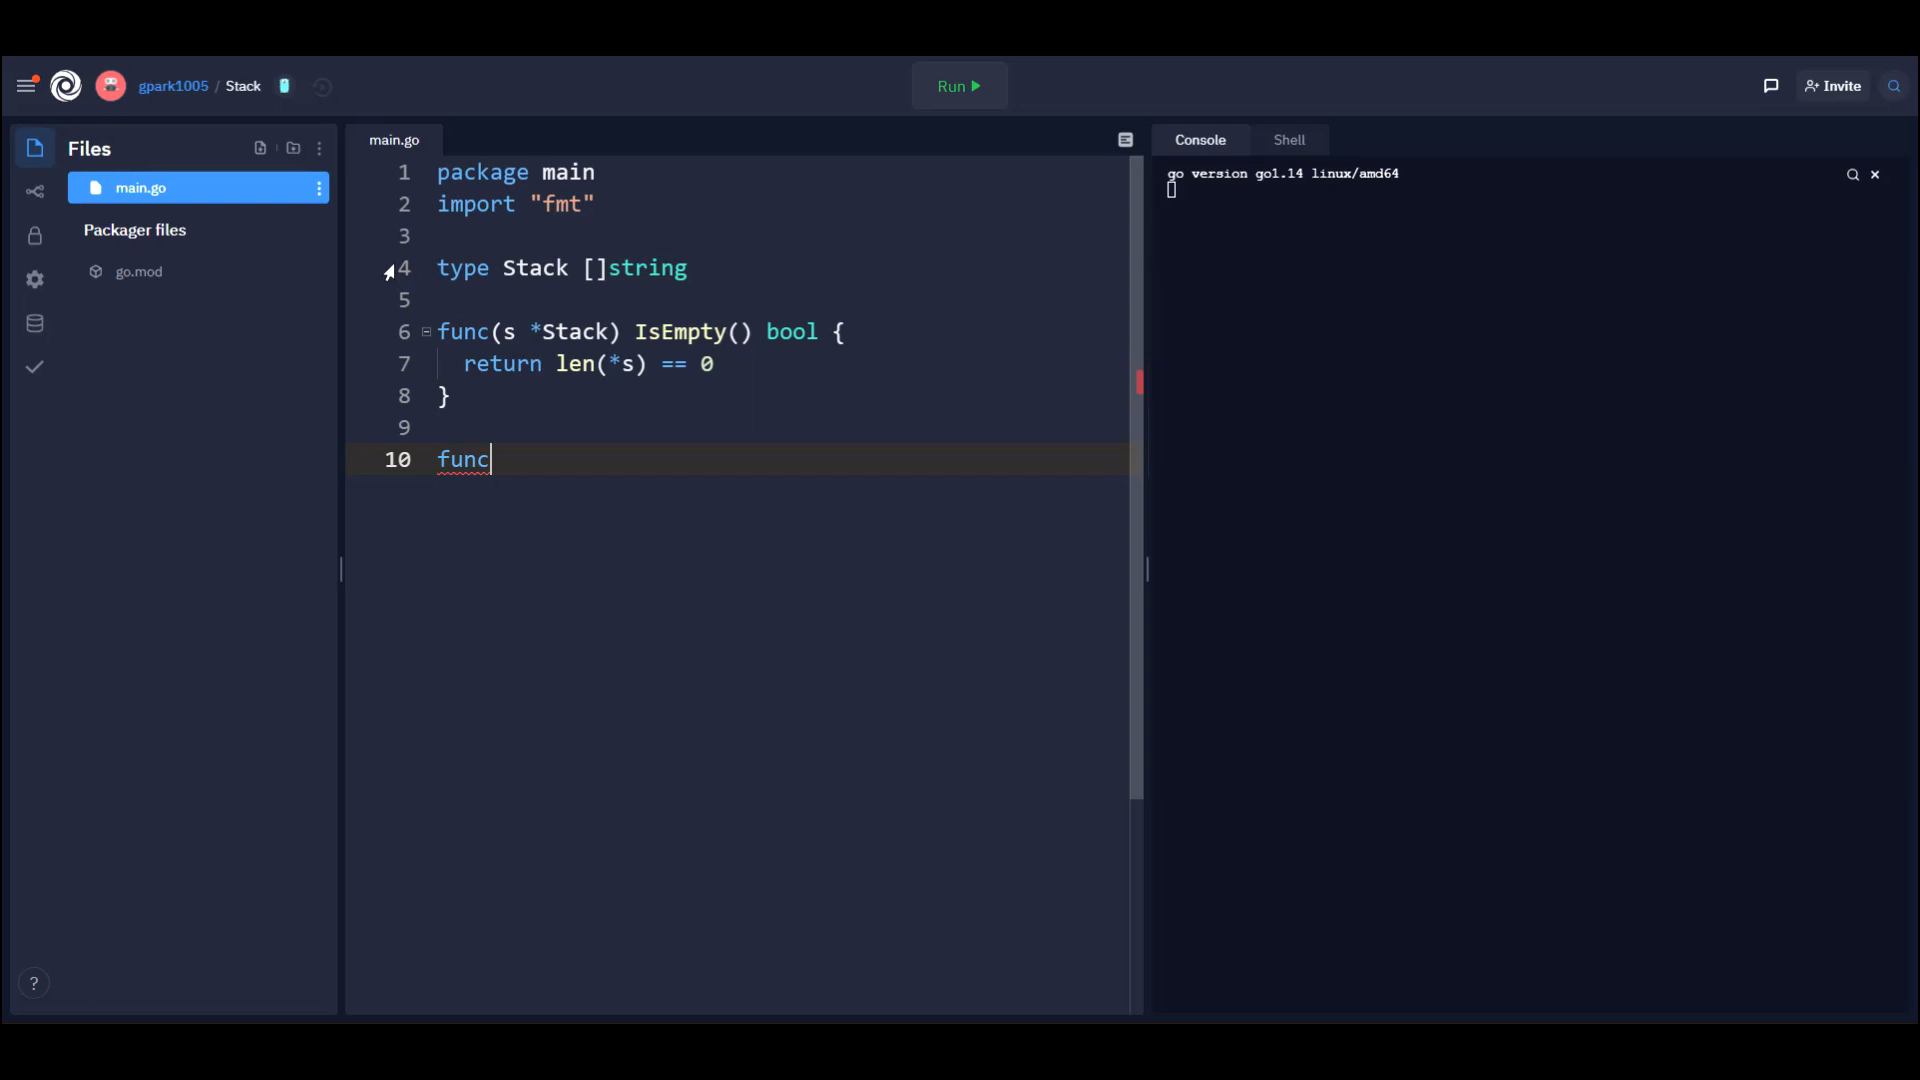 gpark1005 / Stack
Run
Invite
Files
main.go
Packager files
go.mod
main.go
1 package main
2 import "fmt"
3
4 type Stack []string
5
6 func(s *Stack) IsEmpty() bool {
7 return len(*s) == 0
8 }
9
10 func
Console Shell
go version go1.14 linux/amd64
?